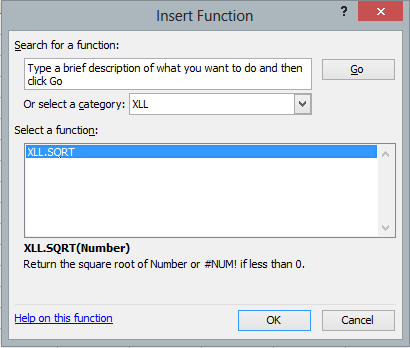 Insert Function
?
Search for a function:
Type a brief description of what you want to do and then
click Go
Go
Or select a category: XLL
Select a function:
XLL.SQRT
XLL.SQRT(Number)
Return the square root of Number or #NUM! if less than 0.
Help on this function
OK
Cancel